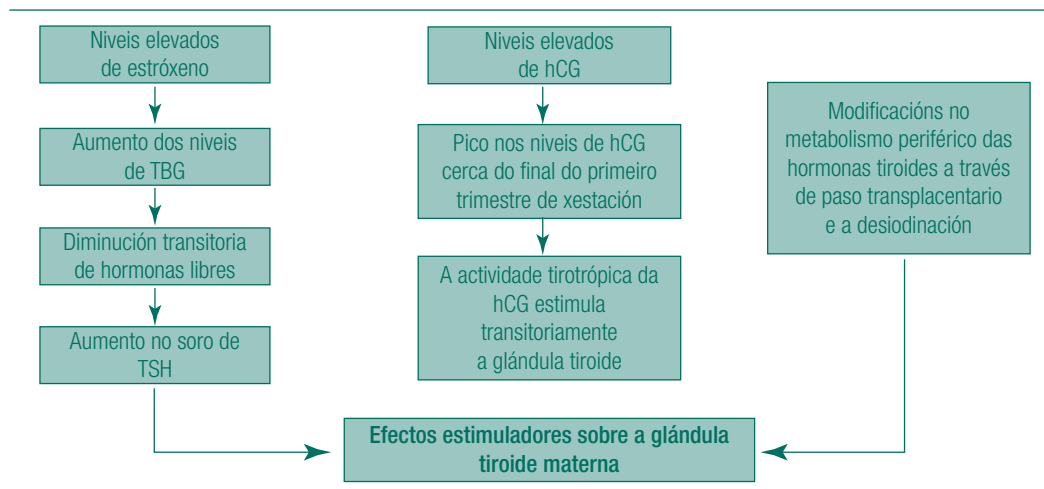 Niveis elevados
de estróxeno
Aumento dos niveis
de TBG
Diminución transitoria
de hormonas libres
Aumento no soro de
TSH
Niveis elevados
de hCG
Pico nos niveis de hCG
cerca do final do primeiro
trimestre de xestación
A actividade tirotrópica da
hCG estimula
transitoriamente
a glándula tiroide
Modificacións no
metabolismo periférico das
hormonas tiroides a través
de paso transplacentario
e a desiodinación
Efectos estimuladores sobre a glándula
tiroide materna